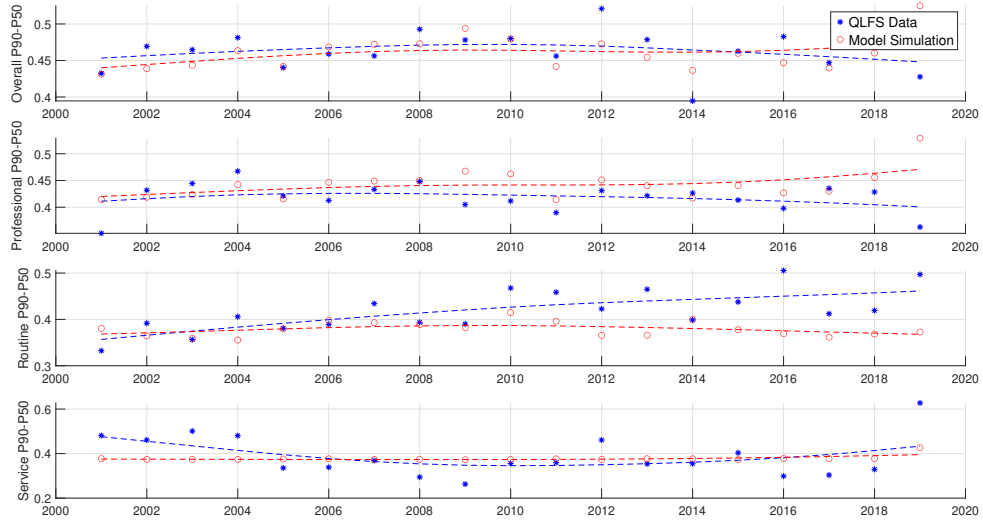 Overall P90-P50
0.5
0.45
0.4
2000 2002 2004 2006 2008 2010 2012 2014 2016 2018 2020
QLFS Data
Model Simulation
Professional P90-P50
0.5
0.45
0.4
2000 2002 2004 2006 2008 2010 2012 2014 2016 2018 2020
Routine P90-P50
0.5
0.4
0.3
2000 2002 2004 2006 2008 2010 2012 2014 2016 2018 2020
Service P90-P50
0.6
0.4
0.2
2000 2002 2004 2006 2008 2010 2012 2014 2016 2018 2020